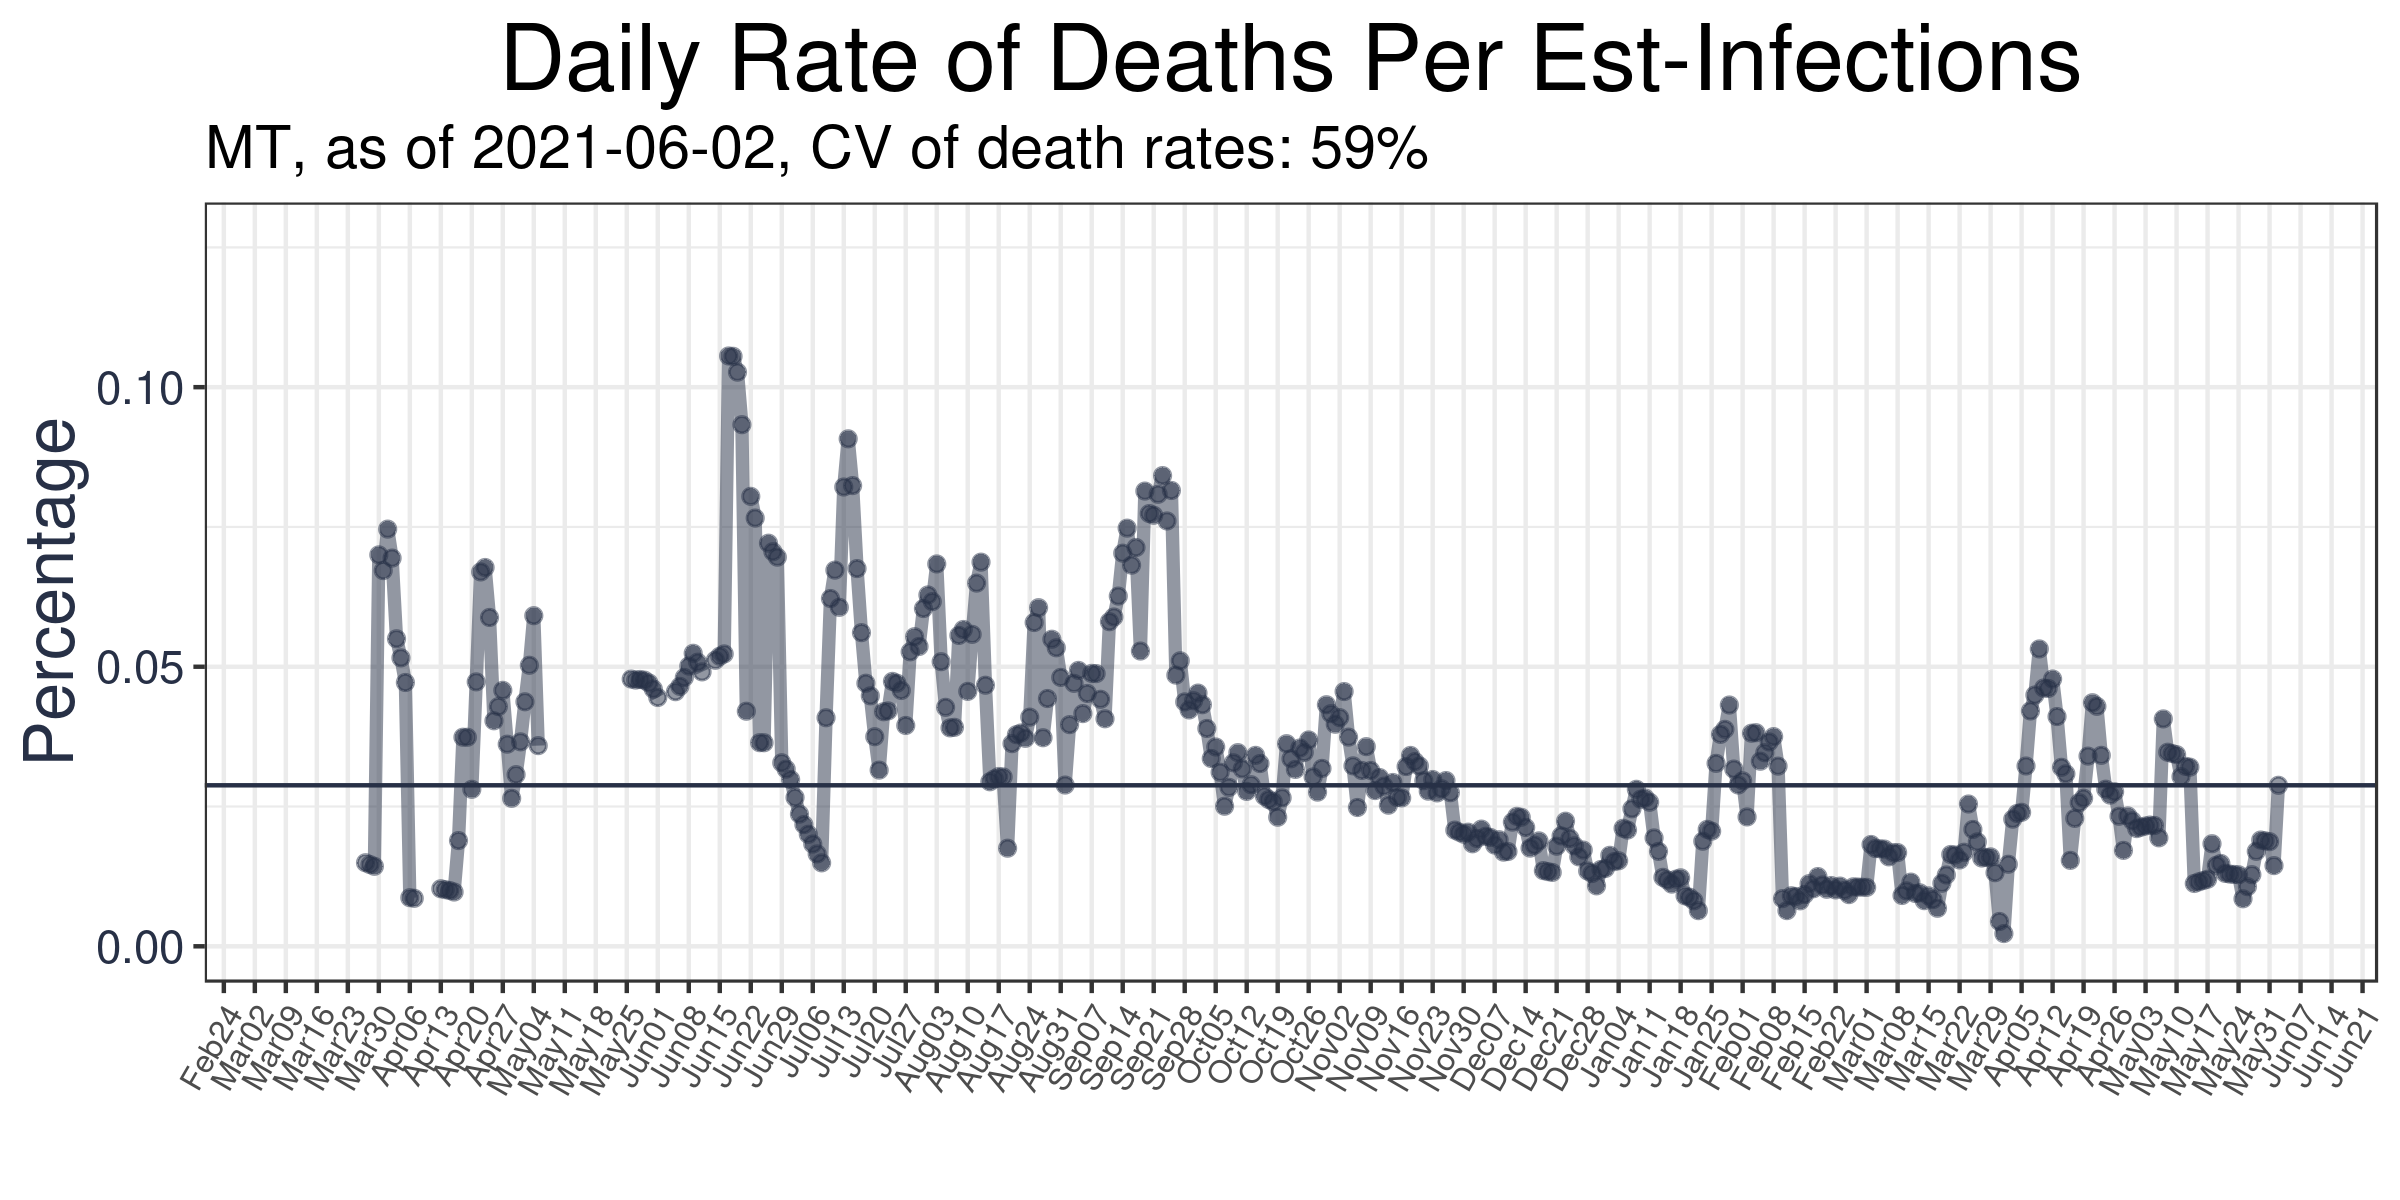 Daily Rate of Deaths Per Est-Infections
MT, as of 2021-06-02, CV of death rates: 59%
Percentage
0.10
0.05
0.00
Feb24
Mar02
Mar09
Mar16
Mar23
Mar30
Apr06
Apr13
Apr20
Apr27
May04
May11
May18
May25
Jun01
Jun08
Jun15
Jun22
Jun29
Jul06
Jul13
Jul20
Jul27
Aug03
Aug10
Aug17
Aug24
Aug31
Sep07
Sep14
Sep21
Sep28
Oct05
Oct12
Oct19
Oct26
Nov02
Nov09
Nov16
Nov23
Nov30
Dec07
Dec14
Dec21
Dec28
Jan04
Jan11
Jan18
Jan25
Feb01
Feb08
Feb15
Feb22
Mar01
Mar08
Mar15
Mar22
Mar29
Apr05
Apr12
Apr19
Apr26
May03
May10
May17
May24
May31
Jun07
Jun14
Jun21